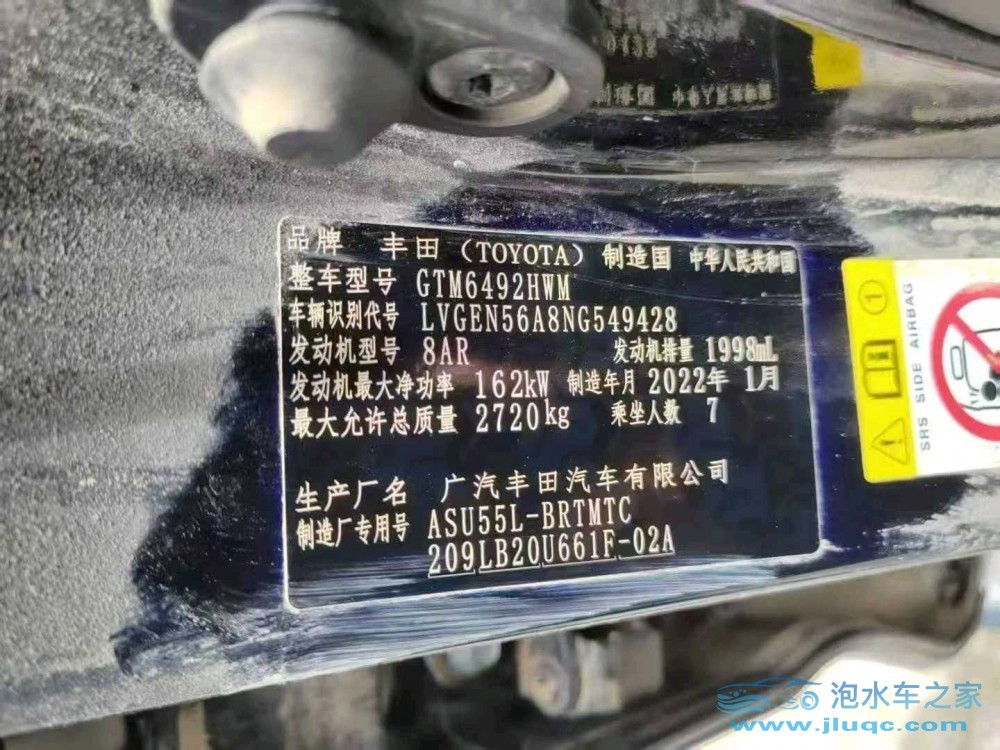 品牌 丰田（TOYOTA）制造国 中华人民共和国
整车型号 GTM6492HWM
车辆识别代号 LVGEN56A8NG549428
发动机型号 8AR 发动机排量 1998mL
发动机最大净功率 162kW 制造年月 2022年 1月
最大允许总质量 2720kg 乘坐人数 7
生产厂名 广汽丰田汽车有限公司
制造厂专用号 ASU55L-BRTMTC
209LB20U661F-02A
SRS SIDE AIRBAG
泡水车之家
www.jluqc.com